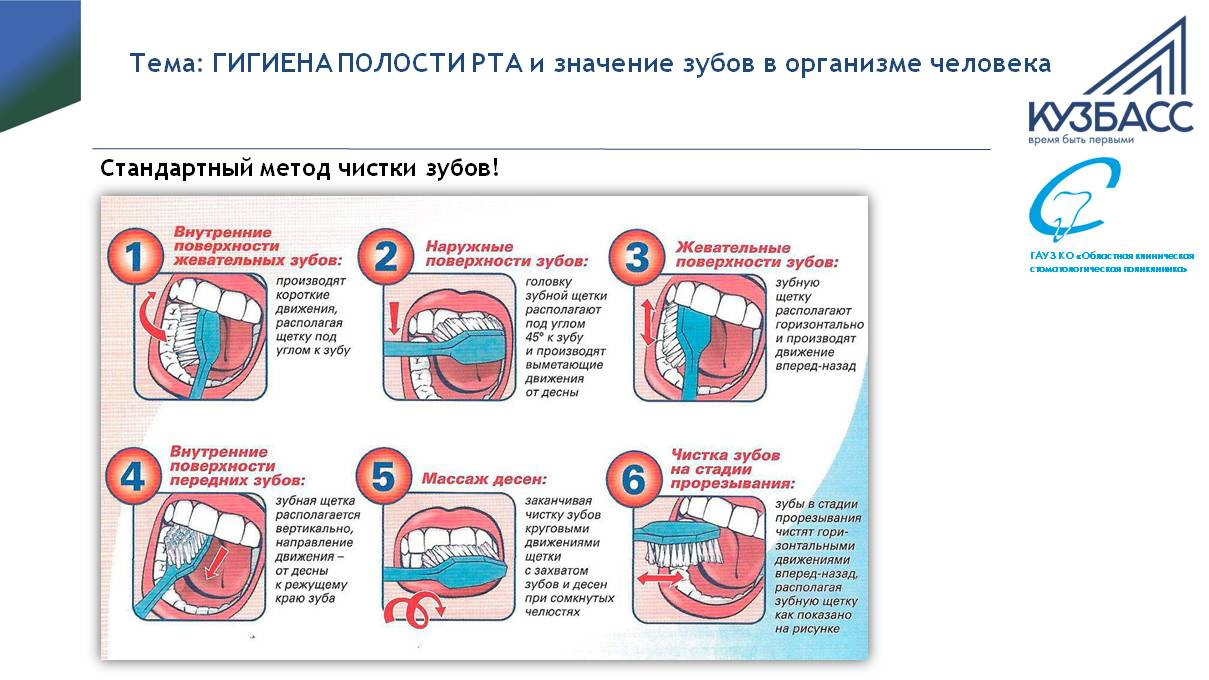 Тема: ГИГИЕНА ПОЛОСТИ РТА и значение зубов в организме человека
КУЗБАСС
время быть первыми
Стандартный метод чистки зубов!
ГАУЗ КО «Областная клиническая
стоматологическая поликлиника»
1
Внутренние
поверхности
жевательных зубов:
производят
короткие
движения,
располагая
щетку под
углом к зубу
2
Наружные
поверхности зубов:
головку
зубной щетки
располагают
под углом
45° к зубу
и производят
выметающие
движения
от десны
3
Жевательные
поверхности зубов:
зубную
щетку
располагают
горизонтально
и производят
движение
вперед-назад
4
Внутренние
поверхности
передних зубов:
зубная щетка
располагается
вертикально,
направление
движения –
от десны
к режущему
краю зуба
5
Массаж десен:
заканчивая
чистку зубов
круговыми
движениями
щетки
с захватом
зубов и десен
при сомкнутых
челюстях
6
Чистка зубов
на стадии
прорезывания:
зубы в стадии
прорезывания
чистят гори-
зонтальными
движениями
вперед-назад,
располагая
зубную щетку
как показано
на рисунке